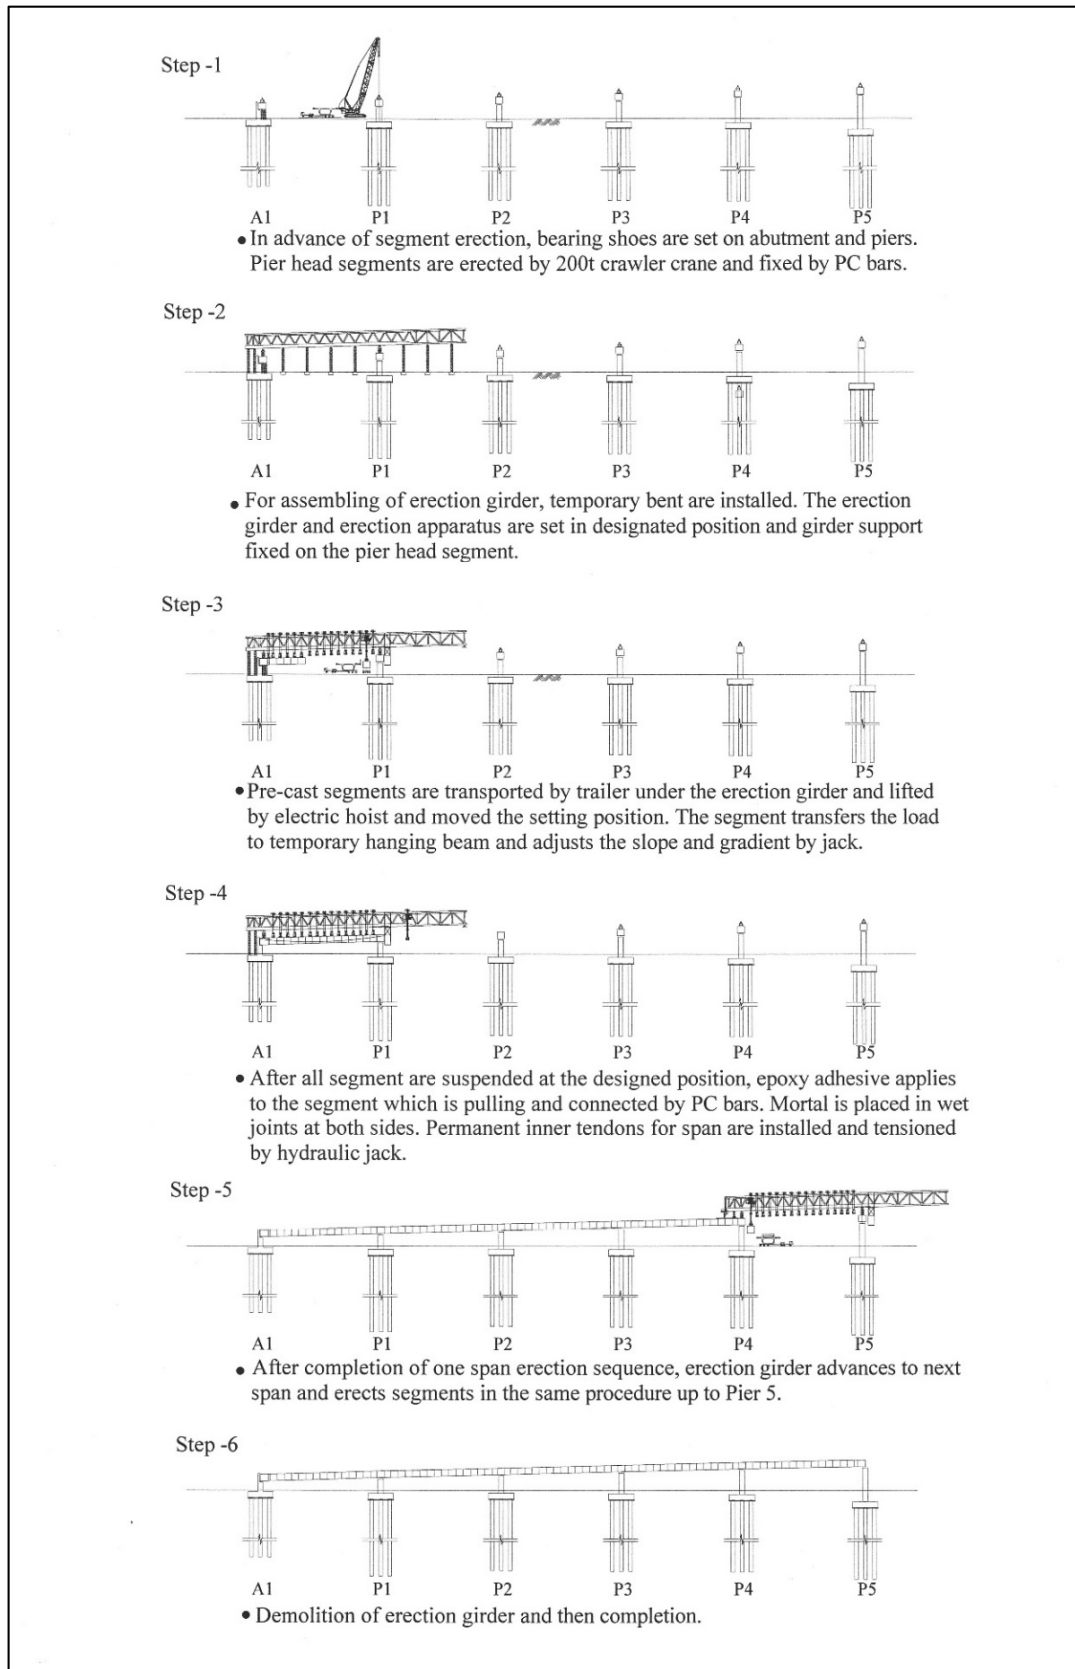 Step -1
A1 P1 P2 P3 P4 P5
• In advance of segment erection, bearing shoes are set on abutment and piers.
Pier head segments are erected by 200t crawler crane and fixed by PC bars.
Step -2
A1 P1 P2 P3 P4 P5
• For assembling of erection girder, temporary bent are installed. The erection
girder and erection apparatus are set in designated position and girder support
fixed on the pier head segment.
Step -3
A1 P1 P2 P3 P4 P5
• Pre-cast segments are transported by trailer under the erection girder and lifted
by electric hoist and moved the setting position. The segment transfers the load
to temporary hanging beam and adjusts the slope and gradient by jack.
Step -4
A1 P1 P2 P3 P4 P5
• After all segment are suspended at the designed position, epoxy adhesive applies
to the segment which is pulling and connected by PC bars. Mortal is placed in wet
joints at both sides. Permanent inner tendons for span are installed and tensioned
by hydraulic jack.
Step -5
A1 P1 P2 P3 P4 P5
• After completion of one span erection sequence, erection girder advances to next
span and erects segments in the same procedure up to Pier 5.
Step -6
A1 P1 P2 P3 P4 P5
• Demolition of erection girder and then completion.